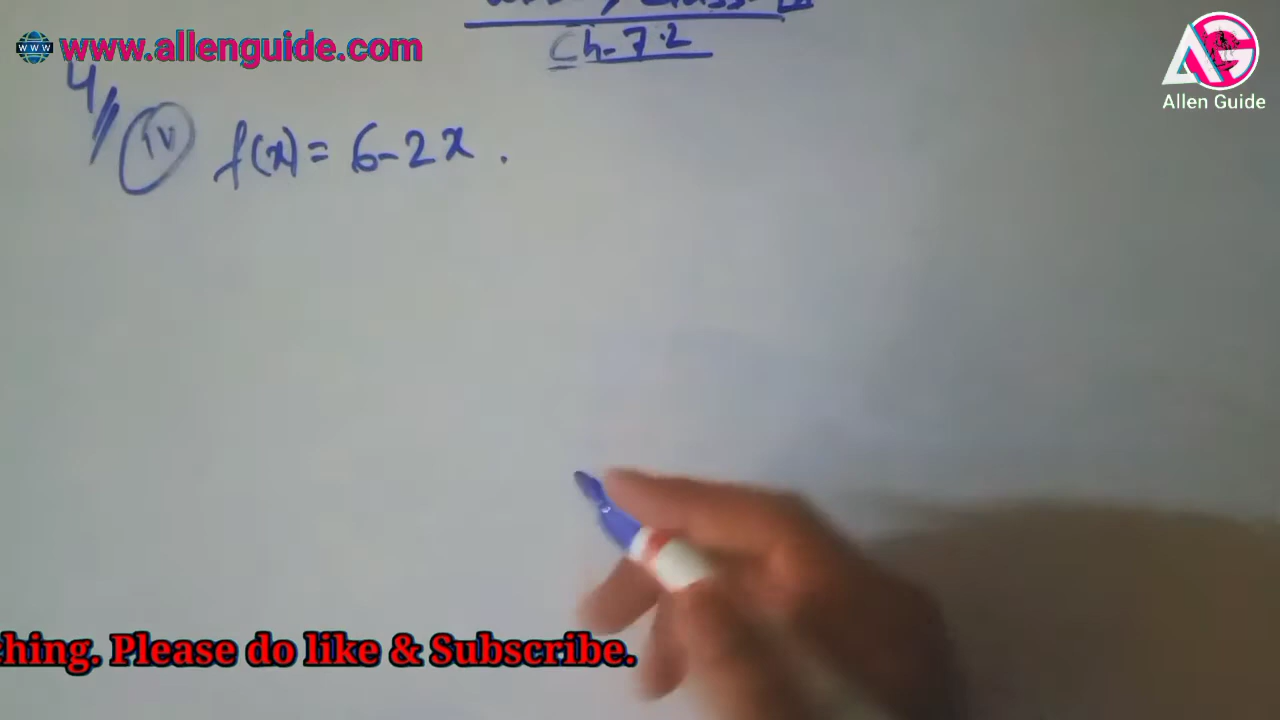 Ch-7.2
www.allenguide.com
Allen Guide
4
(iv) f(x) = 6-2x.
hing. Please do like & Subscribe.